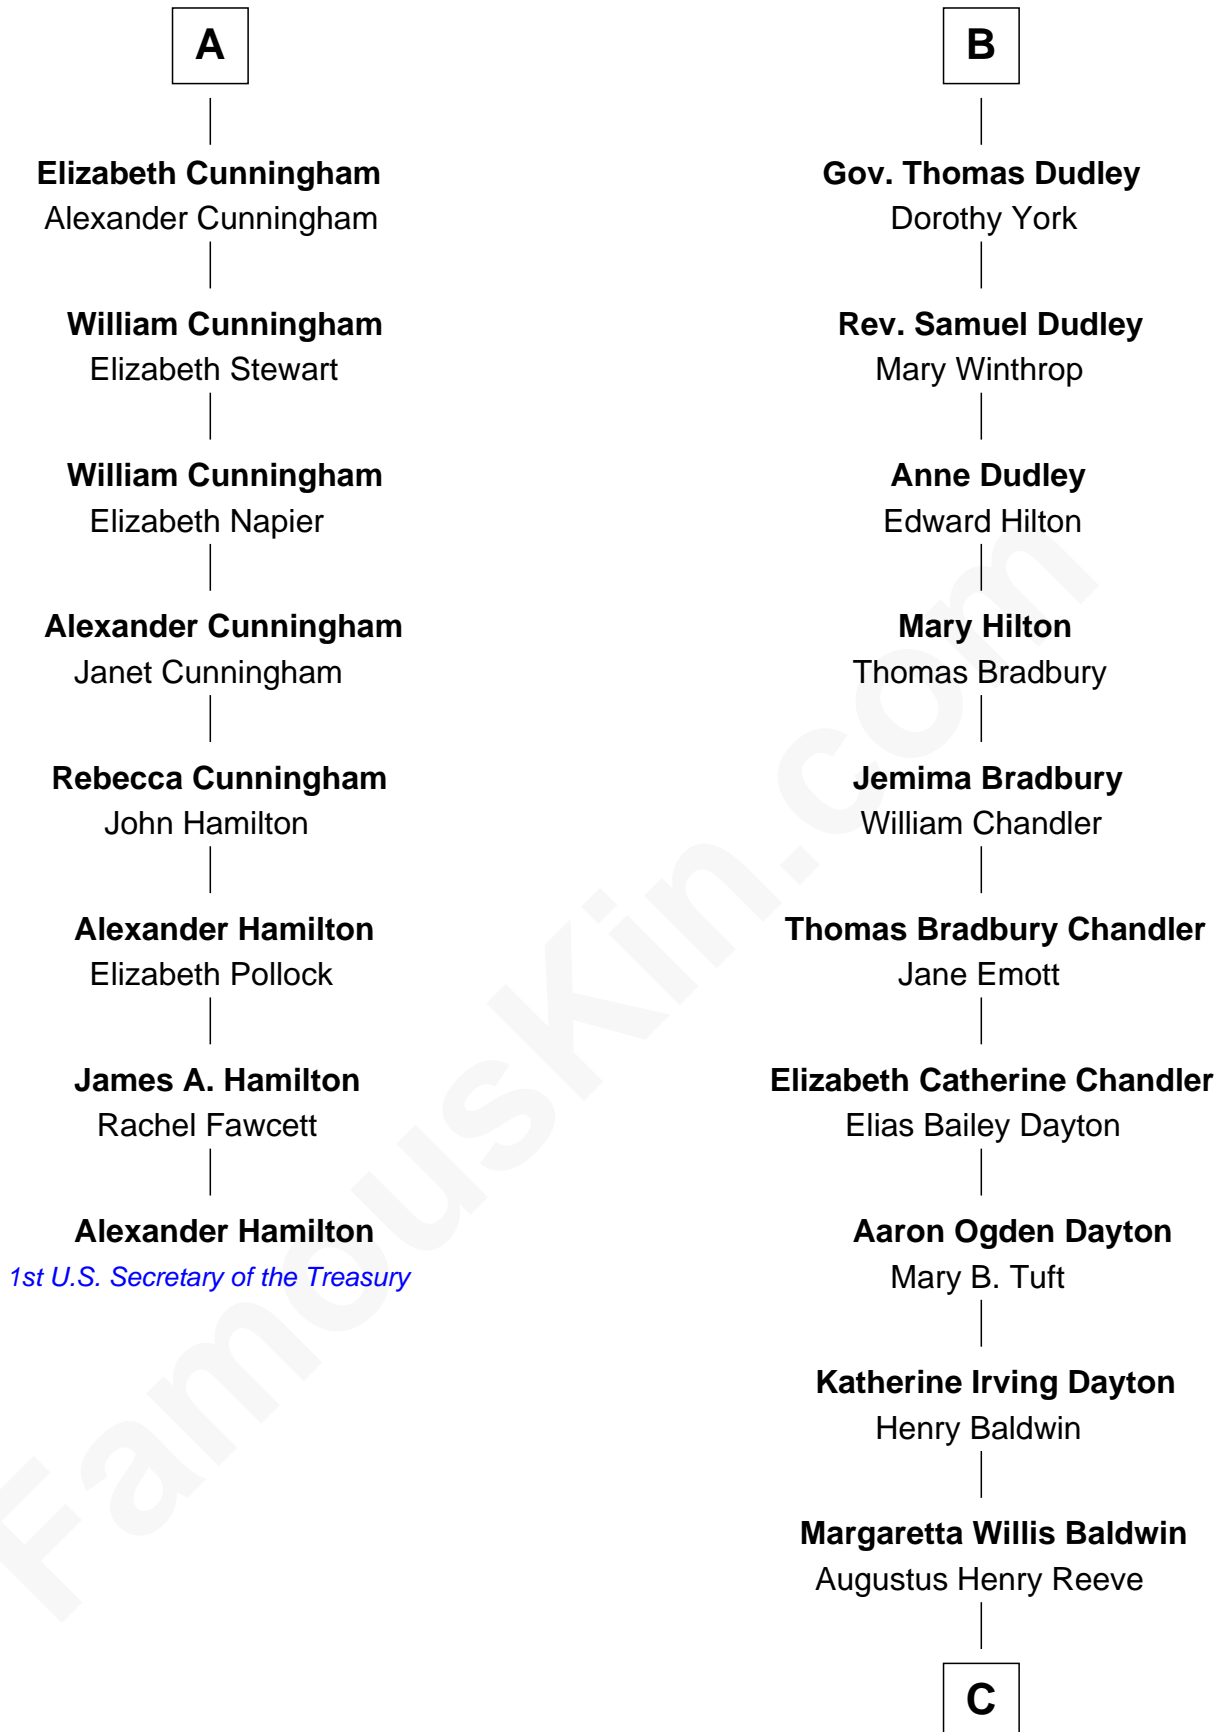 A
Elizabeth Cunningham
Alexander Cunningham
William Cunningham
Elizabeth Stewart
William Cunningham
Elizabeth Napier
Alexander Cunningham
Janet Cunningham
Rebecca Cunningham
John Hamilton
Alexander Hamilton
Elizabeth Pollock
James A. Hamilton
Rachel Fawcett
Alexander Hamilton
1st U.S. Secretary of the Treasury
B
Gov. Thomas Dudley
Dorothy York
Rev. Samuel Dudley
Mary Winthrop
Anne Dudley
Edward Hilton
Mary Hilton
Thomas Bradbury
Jemima Bradbury
William Chandler
Thomas Bradbury Chandler
Jane Emott
Elizabeth Catherine Chandler
Elias Bailey Dayton
Aaron Ogden Dayton
Mary B. Tuft
Katherine Irving Dayton
Henry Baldwin
Margaretta Willis Baldwin
Augustus Henry Reeve
C
FamousKin.com